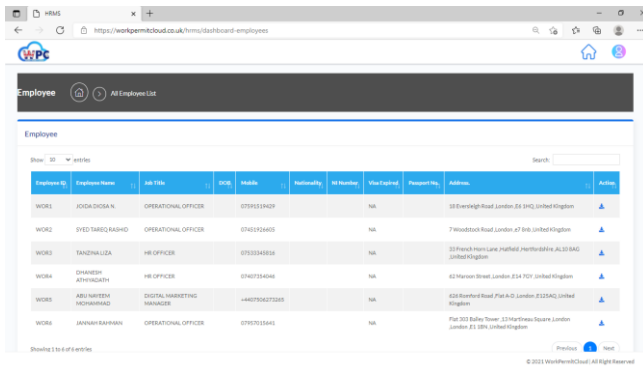 HRMS
https://workpermitcloud.co.uk/hrms/dashboard-employees
WPC
Employee All Employee List
Employee
Show 10 entries Search:
Employee ID Employee Name Job Title DOB Mobile Nationality NI Number Visa Expired Passport No. Address Action
WOR1 JOIDA DIOSA N. OPERATIONAL OFFICER 07591519429 NA 18 Eversleigh Road ,London ,E6 1HQ, United Kingdom
WOR2 SYED TAREQ RASHID OPERATIONAL OFFICER 07451926605 NA 7 Woodstock Road ,London ,e7 ,United Kingdom
WOR3 TANZINA LIZA HR OFFICER 07533345816 NA 33 French Horn Lane ,Hatfield ,Hertfordshire ,AL10 8AG
,United Kingdom
WOR4 DHANESH
ATHIYADATH HR OFFICER 07407354046 NA 62 Maroon Street ,London ,E14 7GY ,United Kingdom
WOR5 ABU NAYEEM
MOHAMMAD DIGITAL MARKETING
MANAGER +4407506273265 NA 626 Romford Road ,Flat A-D ,London ,E125AQ, United
Kingdom
WOR6 JANNAH RAHMAN OPERATIONAL OFFICER 07957015641 NA Flat 303 Balley Tower ,13 Martineau Square ,London
,London ,E1 ,United Kingdom
Showing 1 to 6 of 6 entries Previous 1 Next
© 2021 WorkPermitCloud | All Right Reserved